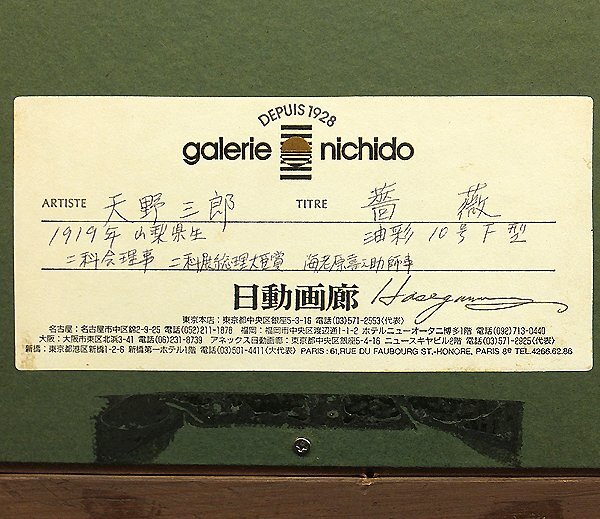 DEPUIS 1928
galerie nichido
ARTISTE 天野三郎 TITRE 薔薇
1919年 山梨県生 油彩 10号F型
二科会理事 二科展総理大臣賞 海老原喜之助師事
日動画廊 Hasegawa
東京本店:東京都中央区銀座5-3-16 電話(03)571-2553(代表)
名古屋:名古屋市中区錦2-9-25 電話(052)211-1878 福岡:福岡市中央区渡辺通1-1-2 ホテルニューオータニ博多1階 電話(092)713-0440
大阪:大阪市東区北浜3-41 電話(06)231-8739 アネックス日動画廊:東京都中央区銀座5-4-16 ニュースキヤビル2階 電話(03)571-2925(代表)
新橋:東京都港区新橋1-2-6 新橋第一ホテル1階 電話(03)501-4411(大代表) PARIS:61,RUE DU FAUBOURG ST.-HONORE, PARIS 8e TEL.4266.62.86